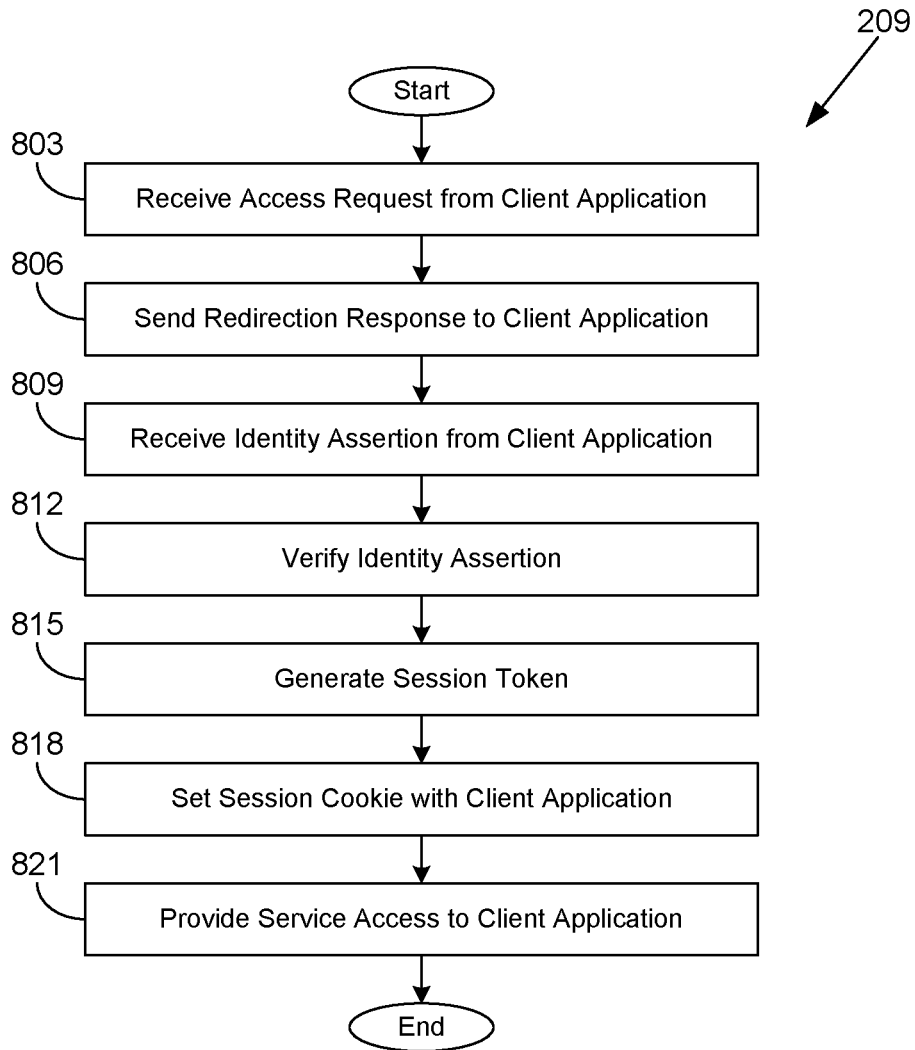 209
Start
803
Receive Access Request from Client Application
806
Send Redirection Response to Client Application
809
Receive Identity Assertion from Client Application
812
Verify Identity Assertion
815
Generate Session Token
818
Set Session Cookie with Client Application
821
Provide Service Access to Client Application
End